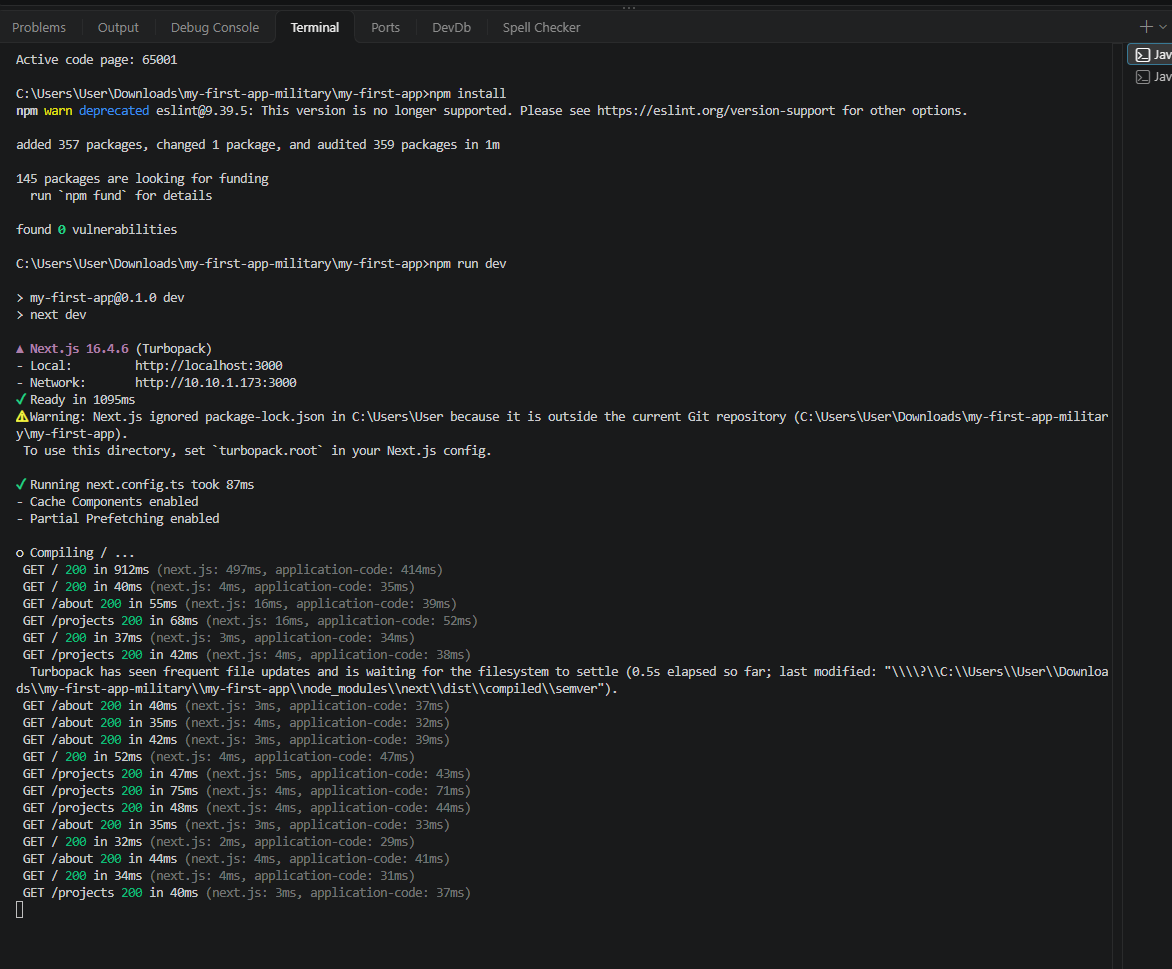 Problems Output Debug Console Terminal Ports DevDb Spell Checker
Active code page: 65001
C:\Users\User\Downloads\my-first-app-military\my-first-app>npm install
npm warn deprecated eslint@9.39.5: This version is no longer supported. Please see https://eslint.org/version-support for other options.
added 357 packages, changed 1 package, and audited 359 packages in 1m
145 packages are looking for funding
run `npm fund` for details
found 0 vulnerabilities
C:\Users\User\Downloads\my-first-app-military\my-first-app>npm run dev
> my-first-app@0.1.0 dev
> next dev
▲ Next.js 16.4.6 (Turbopack)
- Local: http://localhost:3000
- Network: http://10.10.1.173:3000
✓ Ready in 1095ms
⚠ Warning: Next.js ignored package-lock.json in C:\Users\User because it is outside the current Git repository (C:\Users\User\Downloads\my-first-app-militar
y\my-first-app).
To use this directory, set `turbopack.root` in your Next.js config.
✓ Running next.config.ts took 87ms
- Cache Components enabled
- Partial Prefetching enabled
○ Compiling / ...
GET / 200 in 912ms (next.js: 497ms, application-code: 414ms)
GET / 200 in 40ms (next.js: 4ms, application-code: 35ms)
GET /about 200 in 55ms (next.js: 16ms, application-code: 39ms)
GET /projects 200 in 68ms (next.js: 16ms, application-code: 52ms)
GET / 200 in 37ms (next.js: 3ms, application-code: 34ms)
GET /projects 200 in 42ms (next.js: 4ms, application-code: 38ms)
Turbopack has seen frequent file updates and is waiting for the filesystem to settle (0.5s elapsed so far; last modified: "\\\\?\\C:\\Users\\User\\Downloa
ds\\my-first-app-military\\my-first-app\\node_modules\\next\\dist\\compiled\\semver").
GET /about 200 in 40ms (next.js: 3ms, application-code: 37ms)
GET /about 200 in 35ms (next.js: 4ms, application-code: 32ms)
GET /about 200 in 42ms (next.js: 3ms, application-code: 39ms)
GET / 200 in 52ms (next.js: 4ms, application-code: 47ms)
GET /projects 200 in 47ms (next.js: 5ms, application-code: 43ms)
GET /projects 200 in 75ms (next.js: 4ms, application-code: 71ms)
GET /projects 200 in 48ms (next.js: 4ms, application-code: 44ms)
GET /about 200 in 35ms (next.js: 3ms, application-code: 33ms)
GET / 200 in 32ms (next.js: 2ms, application-code: 29ms)
GET /about 200 in 44ms (next.js: 4ms, application-code: 41ms)
GET / 200 in 34ms (next.js: 4ms, application-code: 31ms)
GET /projects 200 in 40ms (next.js: 3ms, application-code: 37ms)
Jav
Jav